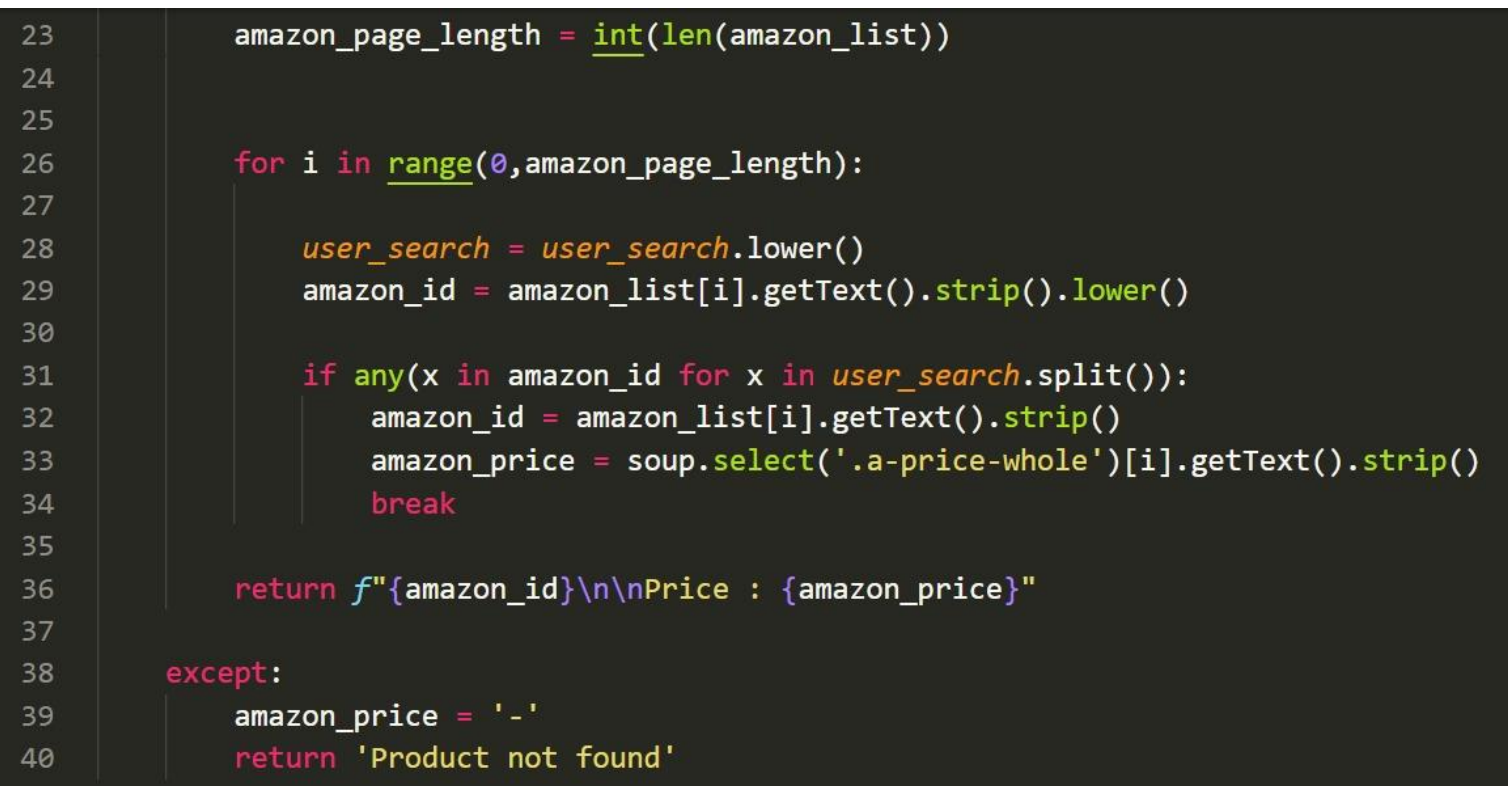 23 amazon_page_length = int(len(amazon_list))
24
25
26 for i in range(0,amazon_page_length):
27
28 user_search = user_search.lower()
29 amazon_id = amazon_list[i].getText().strip().lower()
30
31 if any(x in amazon_id for x in user_search.split()):
32 amazon_id = amazon_list[i].getText().strip()
33 amazon_price = soup.select('.a-price-whole')[i].getText().strip()
34 break
35
36 return f"{amazon_id}\n\nPrice : {amazon_price}"
37
38 except:
39 amazon_price = '-'
40 return 'Product not found'